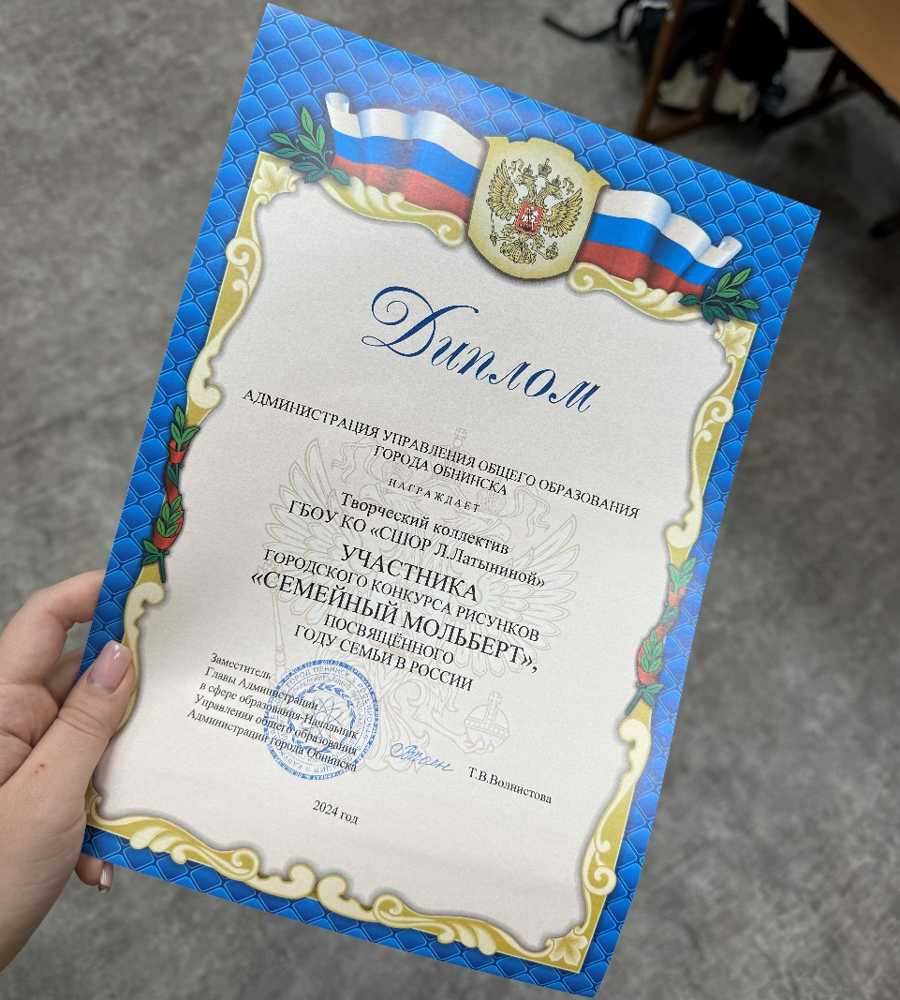 Диплом
АДМИНИСТРАЦИЯ УПРАВЛЕНИЯ ОБЩЕГО ОБРАЗОВАНИЯ
ГОРОДА ОБНИНСКА
НАГРАЖДАЕТ
Творческий коллектив
ГБОУ КО «СШОР Л.Латыниной»
УЧАСТНИКА
ГОРОДСКОГО КОНКУРСА РИСУНКОВ
«СЕМЕЙНЫЙ МОЛЬБЕРТ»,
ПОСВЯЩЁННОГО
ГОДУ СЕМЬИ В РОССИИ
Заместитель
Главы Администрации
в сфере образования-Начальник
Управления общего образования
Администрации города Обнинска
Т.В.Волнистова
2024 год